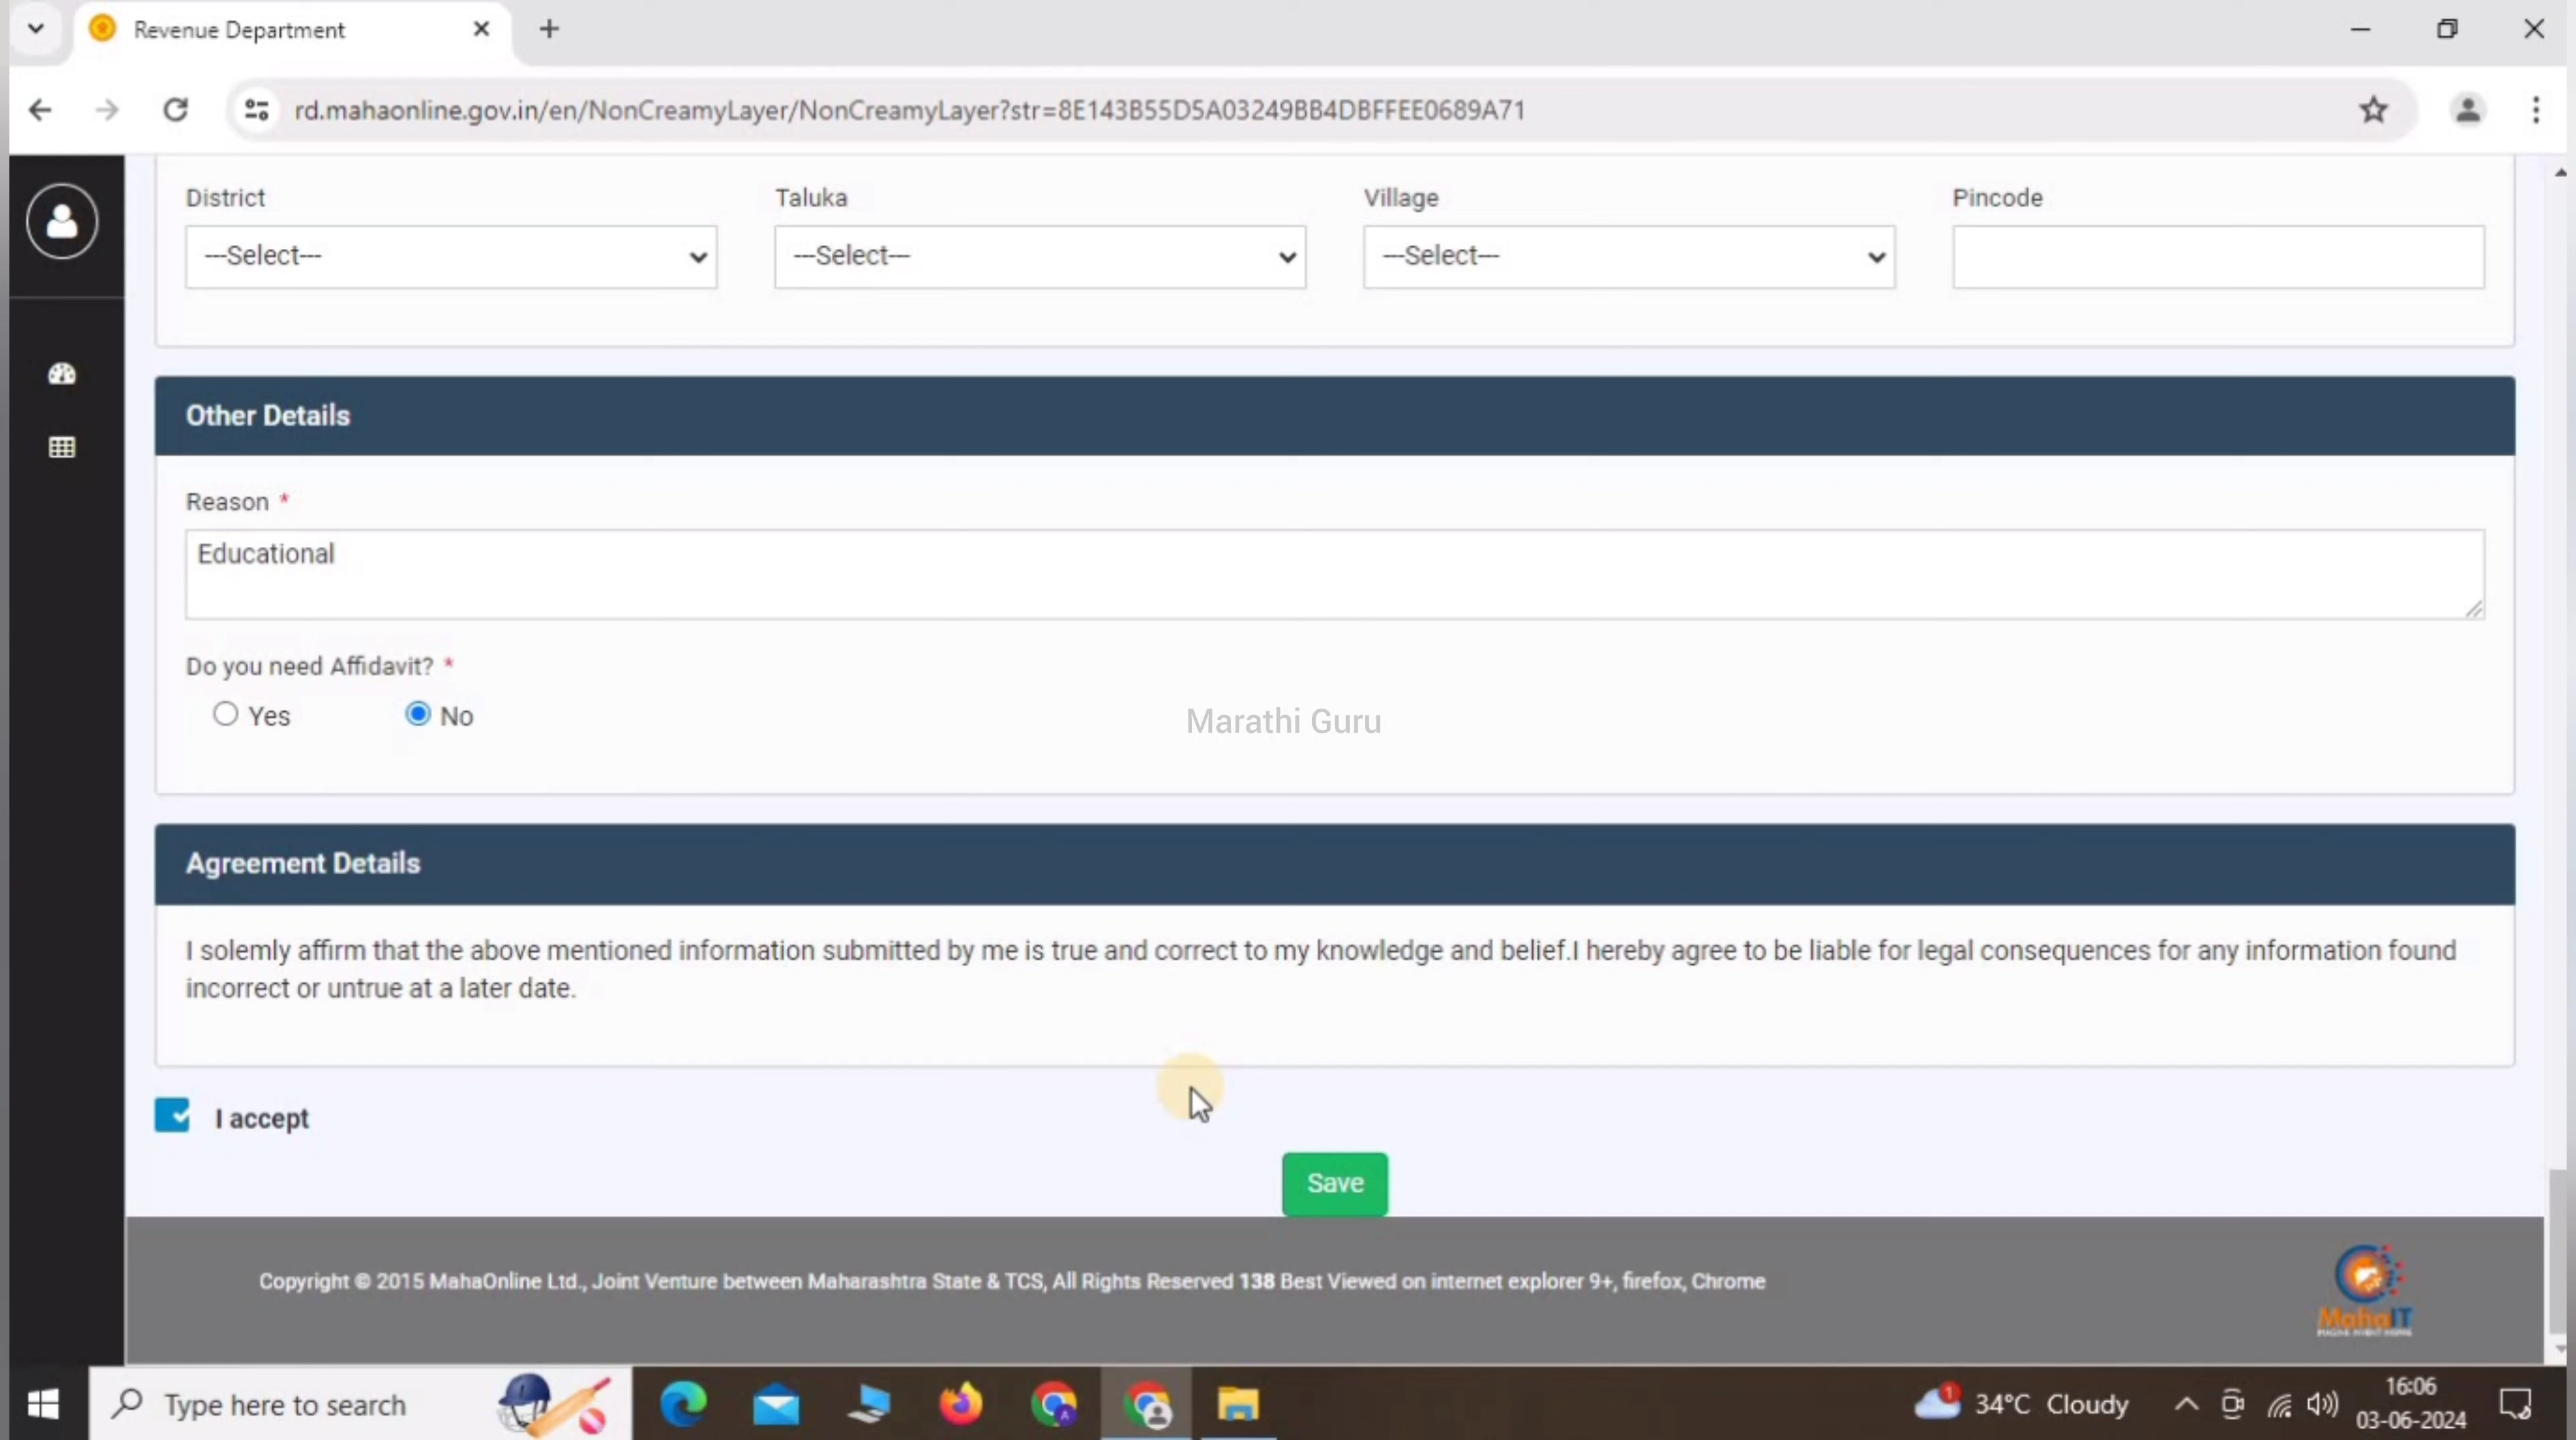 Revenue Department
rd.mahaonline.gov.in/en/NonCreamyLayer/NonCreamyLayer?str=8E143B55D5A03249BB4DBFFEE0689A71
District Taluka Village Pincode
---Select--- ---Select--- ---Select---
Other Details
Reason *
Educational
Do you need Affidavit? *
Yes No
Marathi Guru
Agreement Details
I solemly affirm that the above mentioned information submitted by me is true and correct to my knowledge and belief.I hereby agree to be liable for legal consequences for any information found
incorrect or untrue at a later date.
I accept
Save
Copyright © 2015 MahaOnline Ltd., Joint Venture between Maharashtra State & TCS, All Rights Reserved 138 Best Viewed on internet explorer 9+, firefox, Chrome
MahaIT
Type here to search
A
1
34°C Cloudy
16:06
03-06-2024